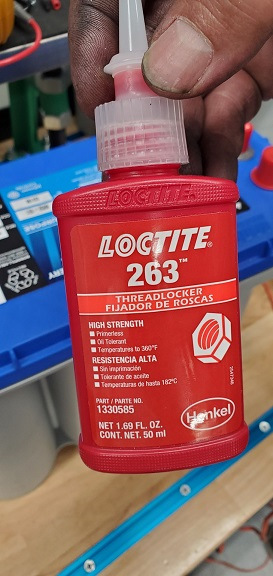 LOCTITE
LOCTITE®
263™
THREADLOCKER
FIJADOR DE ROSCAS
HIGH STRENGTH
Primerless
Oil Tolerant
Temperatures to 360°F
RESISTENCIA ALTA
Sin imprimación
Tolerante de aceite
Temperaturas de hasta 182°C
PART / PARTE NO.
1330585
Henkel
NET 1.69 FL. OZ.
CONT. NET. 50 ml